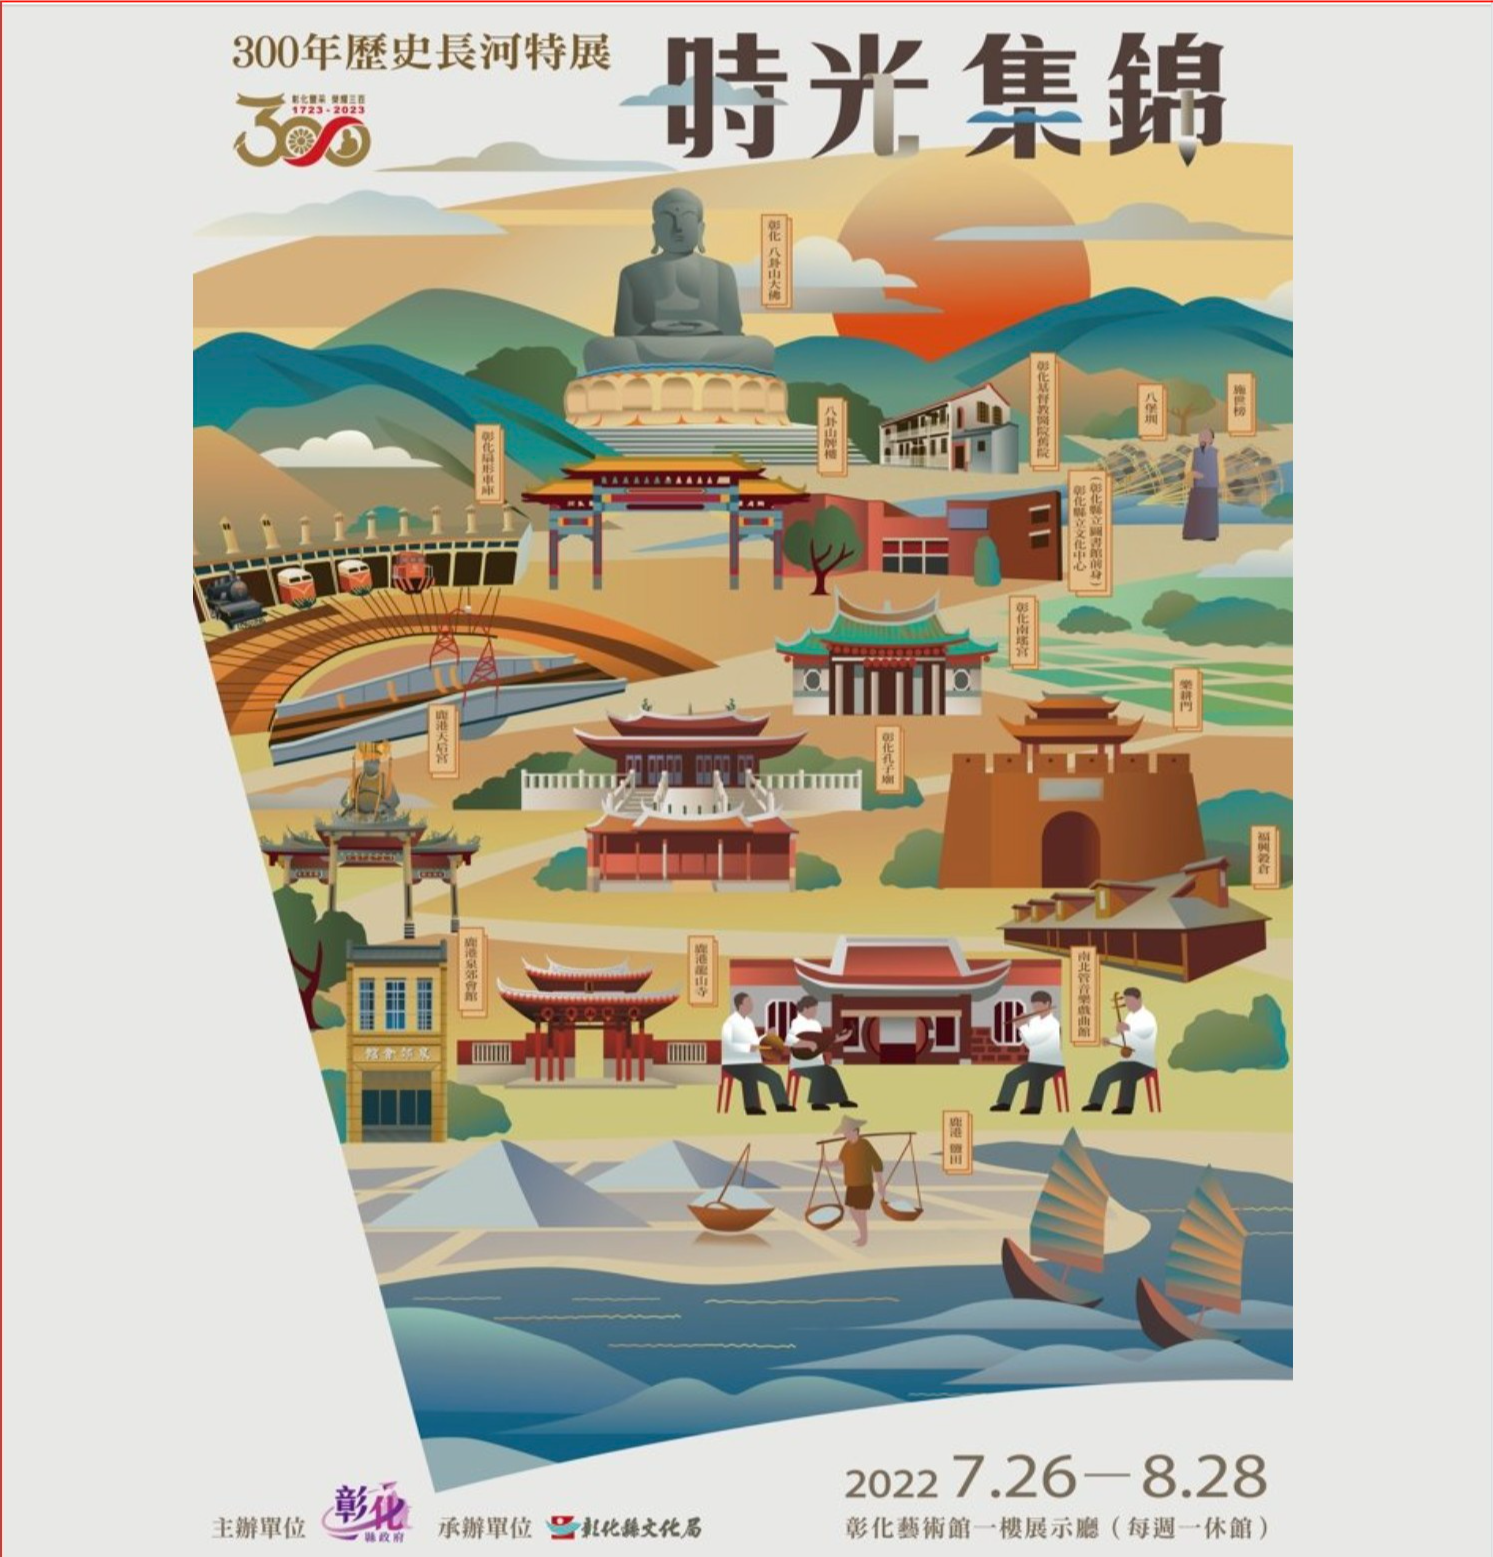 300年歷史長河特展
時光集錦
彰化豐采 榮耀三百
1723-2023
300
彰化 八卦山大佛
彰化基督教醫院舊院
施世榜
八堡圳
八卦山牌樓
彰化扇形車庫
(彰化縣立圖書館前身)
彰化縣立文化中心
彰化南瑤宮
樂耕門
鹿港天后宮
彰化孔子廟
福興穀倉
鹿港泉郊會館
鹿港龍山寺
南北管音樂戲曲館
館會郊泉
鹿港 鹽田
2022 7.26—8.28
主辦單位
彰化
縣政府
承辦單位
彰化縣文化局
彰化藝術館一樓展示廳(每週一休館)